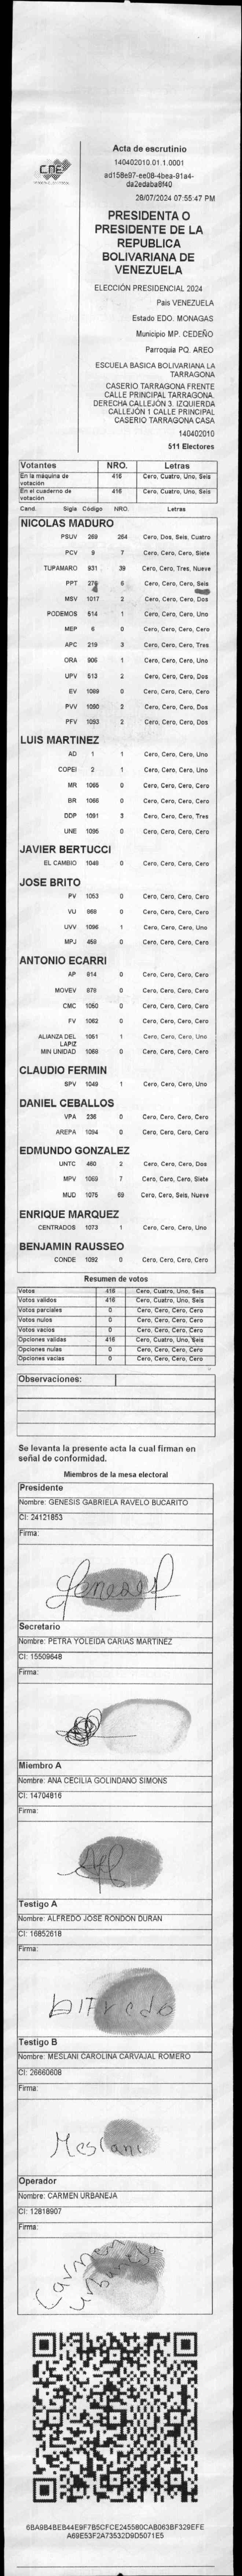 CNE
Acta de escrutinio
140402010.01.1.0001
ad158e97-ee08-4bea-91a4-
da2edaba8f40
28/07/2024 07:55:47 PM
PRESIDENTA O
PRESIDENTE DE LA
REPUBLICA
BOLIVARIANA DE
VENEZUELA
ELECCIÓN PRESIDENCIAL 2024
Pais VENEZUELA
Estado EDO. MONAGAS
Municipio MP. CEDEÑO
Parroquia PQ. AREO
ESCUELA BASICA BOLIVARIANA LA
TARRAGONA
CASERIO TARRAGONA FRENTE
CALLE PRINCIPAL TARRAGONA.
DERECHA CALLEJÓN 3. IZQUIERDA
CALLEJÓN 1 CALLE PRINCIPAL
CASERIO TARRAGONA CASA
140402010
511 Electores
Votantes NRO. Letras
En la máquina de votación 416 Cero, Cuatro, Uno, Seis
En el cuaderno de votación 416 Cero, Cuatro, Uno, Seis
Cand. Sigla Código NRO. Letras
NICOLAS MADURO
PSUV 269 264 Cero, Dos, Seis, Cuatro
PCV 9 7 Cero, Cero, Cero, Siete
TUPAMARO 931 39 Cero, Cero, Tres, Nueve
PPT 6 Cero, Cero, Cero, Seis
MSV 1017 2 Cero, Cero, Cero, Dos
PODEMOS 514 1 Cero, Cero, Cero, Uno
MEP 6 0 Cero, Cero, Cero, Cero
APC 219 3 Cero, Cero, Cero, Tres
ORA 906 1 Cero, Cero, Cero, Uno
UPV 513 2 Cero, Cero, Cero, Dos
EV 1089 0 Cero, Cero, Cero, Cero
PVV 1090 2 Cero, Cero, Cero, Dos
PFV 1093 2 Cero, Cero, Cero, Dos
LUIS MARTINEZ
AD 1 1 Cero, Cero, Cero, Uno
COPEI 2 1 Cero, Cero, Cero, Uno
MR 1065 0 Cero, Cero, Cero, Cero
BR 1066 0 Cero, Cero, Cero, Cero
DDP 1091 3 Cero, Cero, Cero, Tres
UNE 1095 0 Cero, Cero, Cero, Cero
JAVIER BERTUCCI
EL CAMBIO 1048 0 Cero, Cero, Cero, Cero
JOSE BRITO
PV 1053 0 Cero, Cero, Cero, Cero
VU 968 0 Cero, Cero, Cero, Cero
UVV 1096 1 Cero, Cero, Cero, Uno
MPJ 459 0 Cero, Cero, Cero, Cero
ANTONIO ECARRI
AP 814 0 Cero, Cero, Cero, Cero
MOVEV 878 0 Cero, Cero, Cero, Cero
CMC 1050 0 Cero, Cero, Cero, Cero
FV 1062 0 Cero, Cero, Cero, Cero
ALIANZA DEL LAPIZ 1051 1 Cero, Cero, Cero, Uno
MIN UNIDAD 1058 0 Cero, Cero, Cero, Cero
CLAUDIO FERMIN
SPV 1049 1 Cero, Cero, Cero, Uno
DANIEL CEBALLOS
VPA 236 0 Cero, Cero, Cero, Cero
AREPA 1094 0 Cero, Cero, Cero, Cero
EDMUNDO GONZALEZ
UNTC 460 2 Cero, Cero, Cero, Dos
MPV 1069 7 Cero, Cero, Cero, Siete
MUD 1075 69 Cero, Cero, Seis, Nueve
ENRIQUE MARQUEZ
CENTRADOS 1073 1 Cero, Cero, Cero, Uno
BENJAMIN RAUSSEO
CONDE 1092 0 Cero, Cero, Cero, Cero
Resumen de votos
Votos 416 Cero, Cuatro, Uno, Seis
Votos validos 416 Cero, Cuatro, Uno, Seis
Votos parciales 0 Cero, Cero, Cero, Cero
Votos nulos 0 Cero, Cero, Cero, Cero
Votos vacios 0 Cero, Cero, Cero, Cero
Opciones validas 416 Cero, Cuatro, Uno, Seis
Opciones nulas 0 Cero, Cero, Cero, Cero
Opciones vacias 0 Cero, Cero, Cero, Cero
Observaciones:
Se levanta la presente acta la cual firman en
señal de conformidad.
Miembros de la mesa electoral
Presidente
Nombre: GENESIS GABRIELA RAVELO BUCARITO
CI: 24121853
Firma:
Genesis
Secretario
Nombre: PETRA YOLEIDA CARIAS MARTINEZ
CI: 15509648
Firma:
Miembro A
Nombre: ANA CECILIA GOLINDANO SIMONS
CI: 14704816
Firma:
Testigo A
Nombre: ALFREDO JOSE RONDON DURAN
CI: 16852618
Firma:
AlFredo
Testigo B
Nombre: MESLANI CAROLINA CARVAJAL ROMERO
CI: 26660608
Firma:
Meslani
Operador
Nombre: CARMEN URBANEJA
CI: 12818907
Firma:
Carmen
urbaneja
6BA9B4BEB44E9F7B5CFCE245580CAB063BF329EFE
A69E53F2A73532D9D5071E5